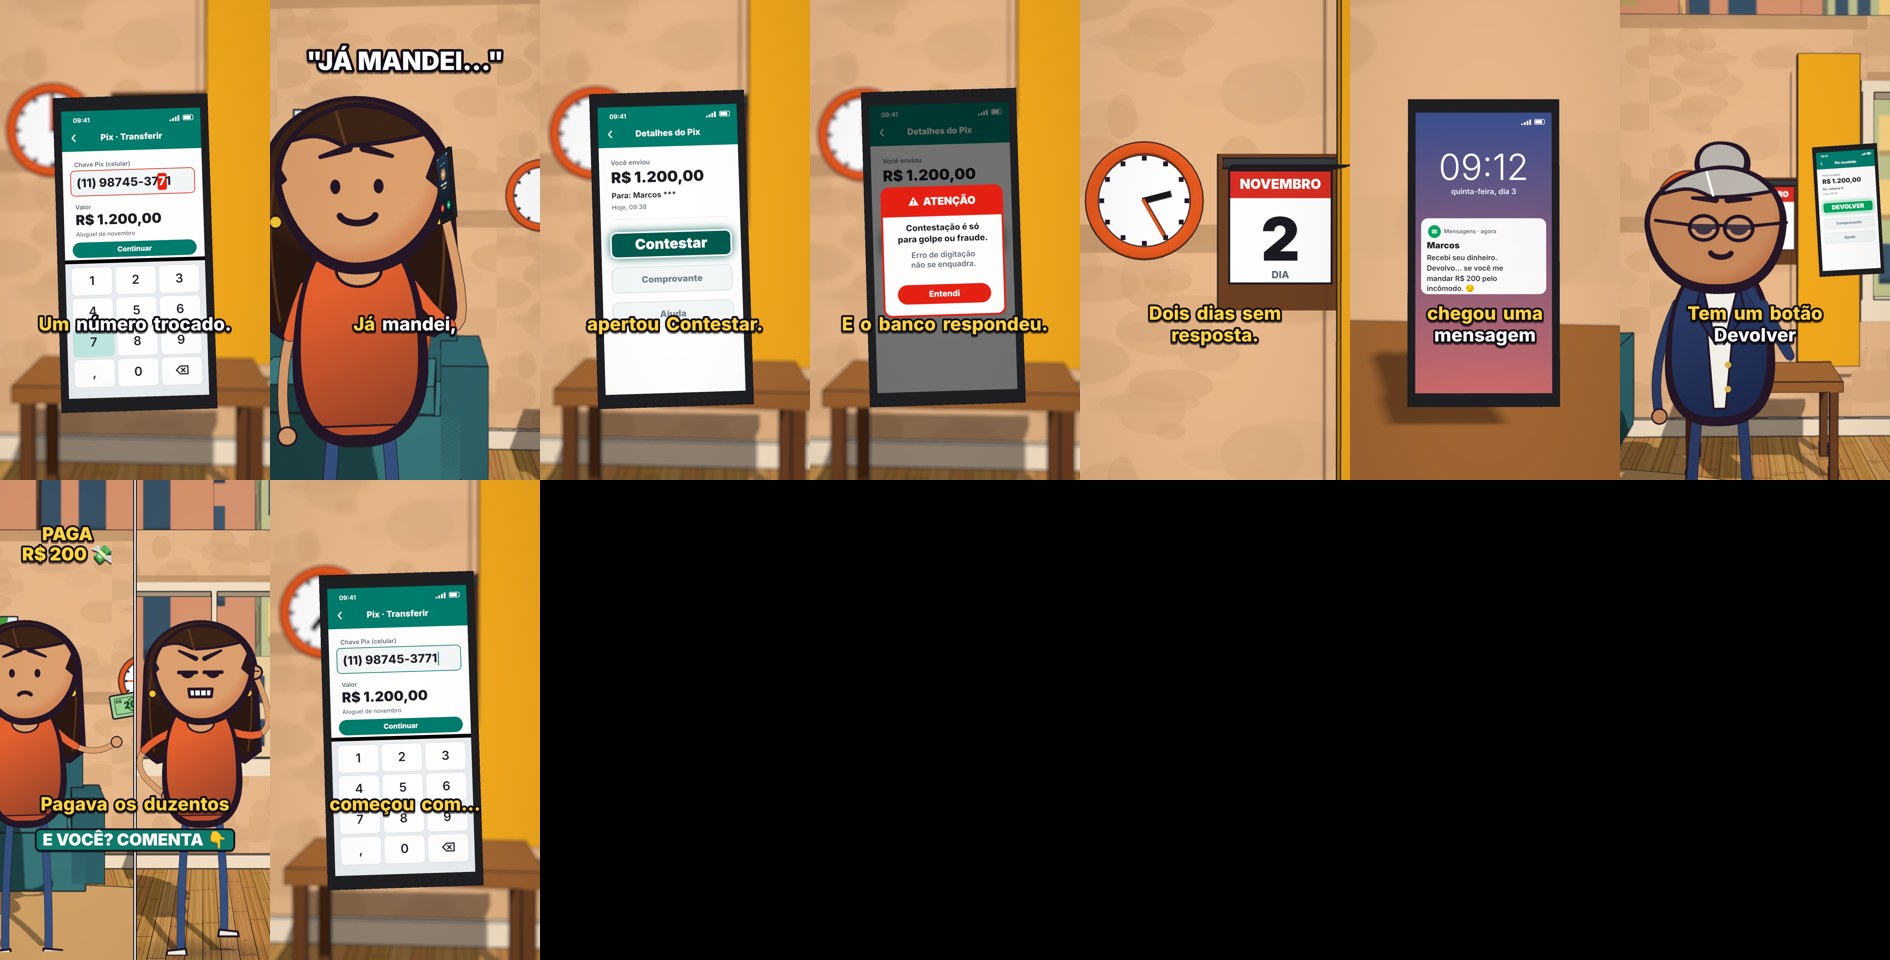 09:41
Pix · Transferir
Chave Pix (celular)
(11) 98745-3771
Valor
R$ 1.200,00
Aluguel de novembro
Continuar
1 2 3
4 5 6
Um número trocado.
7 8 9
, 0
"JÁ MANDEI..."
Já mandei,
09:41
Detalhes do Pix
Você enviou
R$ 1.200,00
Para: Marcos ***
Hoje, 09:38
Contestar
Comprovante
Ajuda
apertou Contestar.
09:41
Detalhes do Pix
Você enviou
R$ 1.200,00
ATENÇÃO
Contestação é só
para golpe ou fraude.
Erro de digitação
não se enquadra.
Entendi
E o banco respondeu.
NOVEMBRO
2
DIA
Dois dias sem
resposta.
09:12
quinta-feira, dia 3
Mensagens · agora
Marcos
Recebi seu dinheiro.
Devolvo... se você me
mandar R$ 200 pelo
incômodo. 😏
chegou uma
mensagem
Pix recebido
R$ 1.200,00
DEVOLVER
Comprovante
Ajuda
Tem um botão
Devolver
PAGA
R$ 200 💸
Pagava os duzentos
E VOCÊ? COMENTA 👇
09:41
Pix · Transferir
Chave Pix (celular)
(11) 98745-3771
Valor
R$ 1.200,00
Aluguel de novembro
Continuar
1 2 3
4 5 6
começou com...
7 8 9
, 0